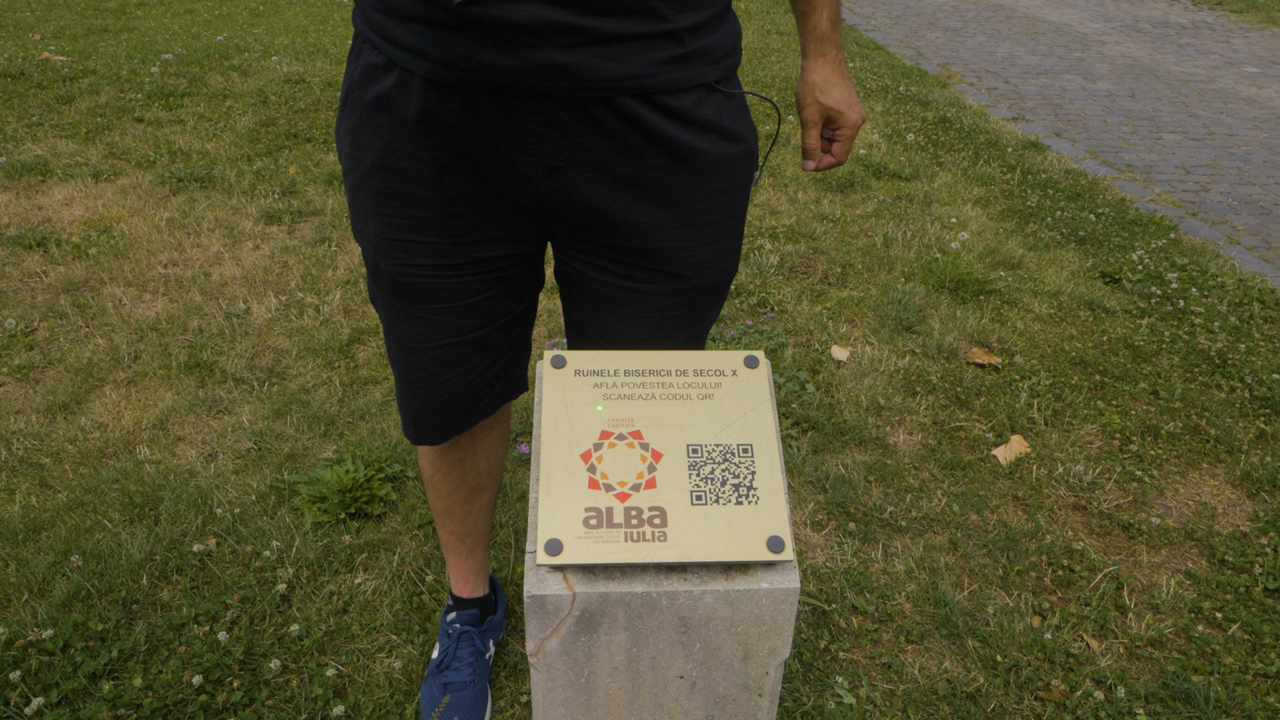 RUINELE BISERICII DE SECOL X
AFLĂ POVESTEA LOCULUI!
SCANEAZĂ CODUL QR!
ALBA
IULIA